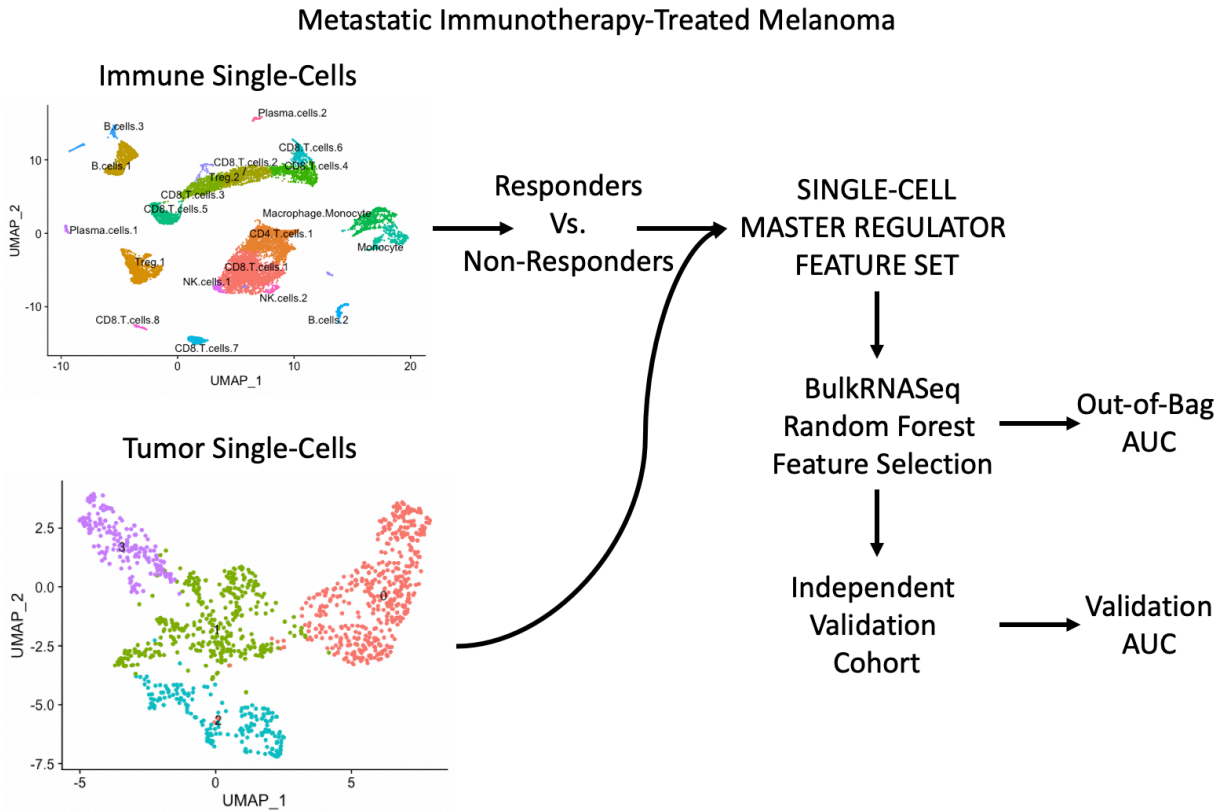 Metastatic Immunotherapy-Treated Melanoma
Immune Single-Cells
Plasma.cells.2
B.cells.3
CD8.T.cells.6
B.cells.1
CD8.T.cells.2
CD8.T.cells.4
Treg.2
CD8.T.cells.3
CD8.T.cells.5
Macrophage.Monocyte
Plasma.cells.1
CD4.T.cells.1
Monocyte
Treg.1
CD8.T.cells.1
NK.cells.1
NK.cells.2
CD8.T.cells.8
B.cells.2
CD8.T.cells.7
UMAP_2
10
0
-10
-10
0
10
20
UMAP_1
Responders
Vs.
Non-Responders
SINGLE-CELL
MASTER REGULATOR
FEATURE SET
BulkRNASeq
Random Forest
Feature Selection
Out-of-Bag
AUC
Independent
Validation
Cohort
Validation
AUC
Tumor Single-Cells
UMAP_2
2.5
0.0
-2.5
-5.0
-7.5
3
0
1
2
-5
0
5
UMAP_1